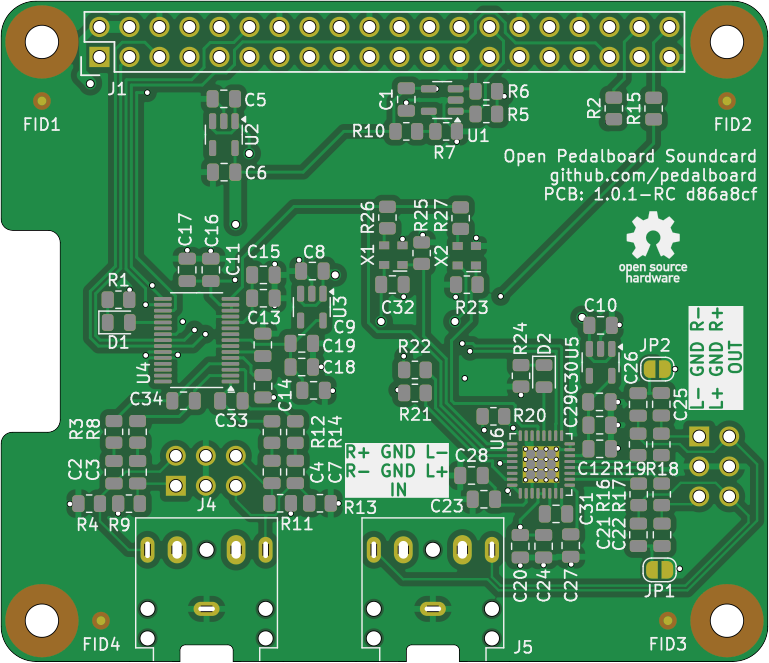 J1
C5
U2
C6
C1
R6
R5
U1
R10
R7
R2
R15
FID1
FID2
Open Pedalboard Soundcard
github.com/pedalboard
PCB: 1.0.1-RC d86a8cf
open source
hardware
C17
C16
C11
C15
C13
C8
U3
C9
C19
C18
C14
R26
R25
R27
X1
X2
C32
R23
R1
D1
U4
C34
C33
R22
R21
R24
D2
U5
C10
C30
C29
C26
C25
JP2
L- GND R-
L+ GND R+
OUT
R20
U6
C12
R19
R18
R3
R8
C2
C3
R4
R9
J4
R12
R14
C4
C7
R11
R13
R+ GND L-
R- GND L+
IN
C28
C23
C31
C21
R16
C22
R17
C20
C24
C27
JP1
J5
FID4
FID3